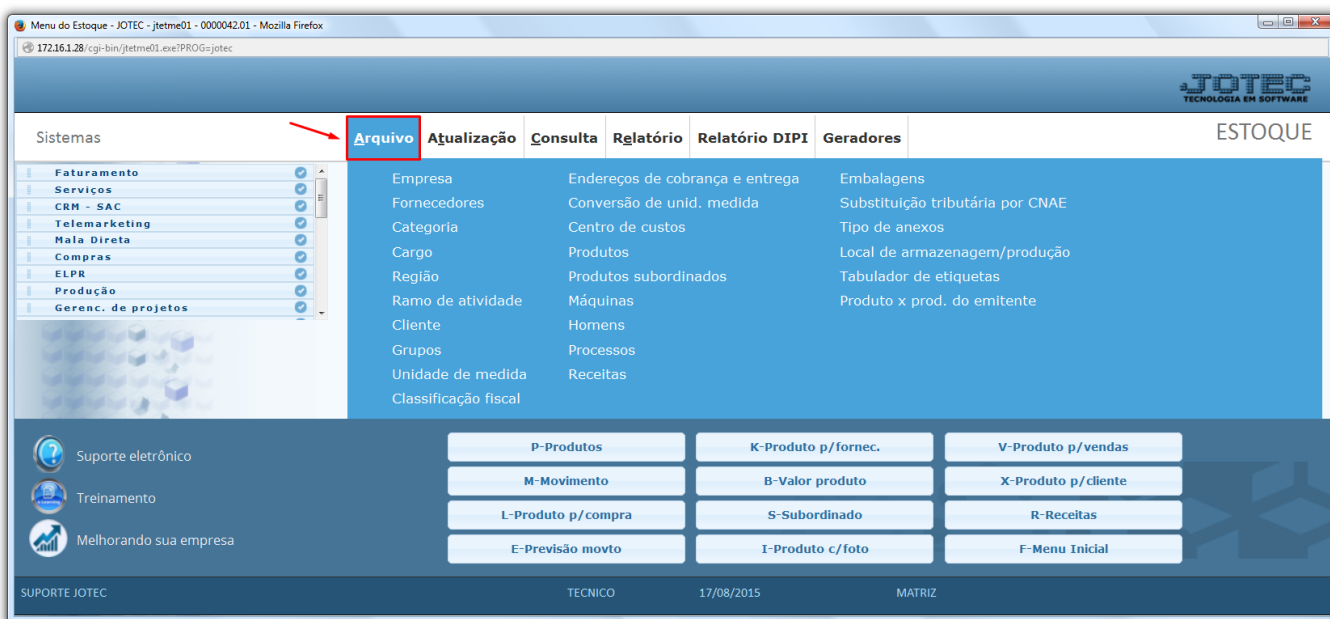 Menu do Estoque - JOTEC - jtetme01 - 0000042.01 - Mozilla Firefox
172.16.1.28/cgi-bin/jtetme01.exe?PROG=jotec
JOTEC
TECNOLOGIA EM SOFTWARE
Sistemas
Arquivo Atualização Consulta Relatório Relatório DIPI Geradores
ESTOQUE
Faturamento
Serviços
CRM - SAC
Telemarketing
Mala Direta
Compras
ELPR
Produção
Gerenc. de projetos
Empresa
Fornecedores
Categoria
Cargo
Região
Ramo de atividade
Cliente
Grupos
Unidade de medida
Classificação fiscal
Endereços de cobrança e entrega
Conversão de unid. medida
Centro de custos
Produtos
Produtos subordinados
Máquinas
Homens
Processos
Receitas
Embalagens
Substituição tributária por CNAE
Tipo de anexos
Local de armazenagem/produção
Tabulador de etiquetas
Produto x prod. do emitente
Suporte eletrônico
Treinamento
Melhorando sua empresa
P-Produtos K-Produto p/fornec. V-Produto p/vendas
M-Movimento B-Valor produto X-Produto p/cliente
L-Produto p/compra S-Subordinado R-Receitas
E-Previsão movto I-Produto c/foto F-Menu Inicial
SUPORTE JOTEC TECNICO 17/08/2015 MATRIZ